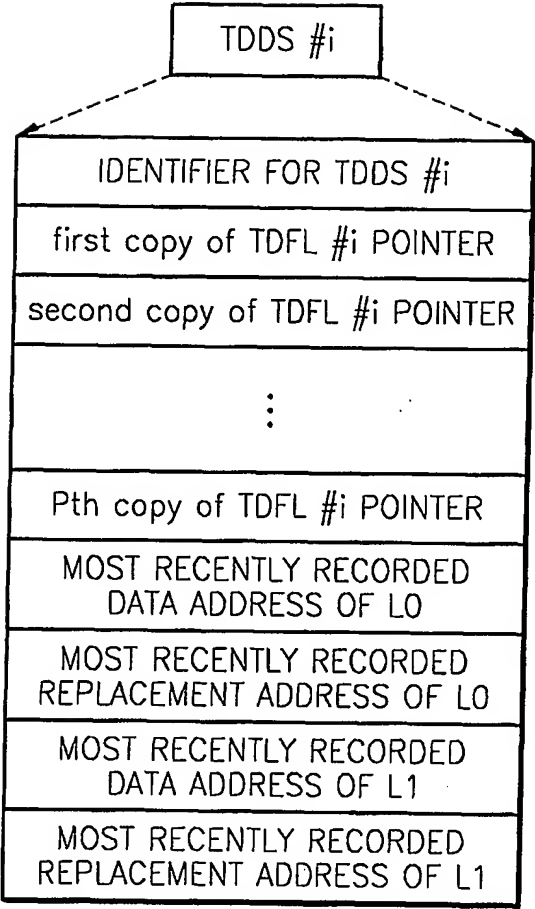 TDDS #i
IDENTIFIER FOR TDDS #i
first copy of TDFL #i POINTER
second copy of TDFL #i POINTER
⋮
Pth copy of TDFL #i POINTER
MOST RECENTLY RECORDED
DATA ADDRESS OF L0
MOST RECENTLY RECORDED
REPLACEMENT ADDRESS OF L0
MOST RECENTLY RECORDED
DATA ADDRESS OF L1
MOST RECENTLY RECORDED
REPLACEMENT ADDRESS OF L1